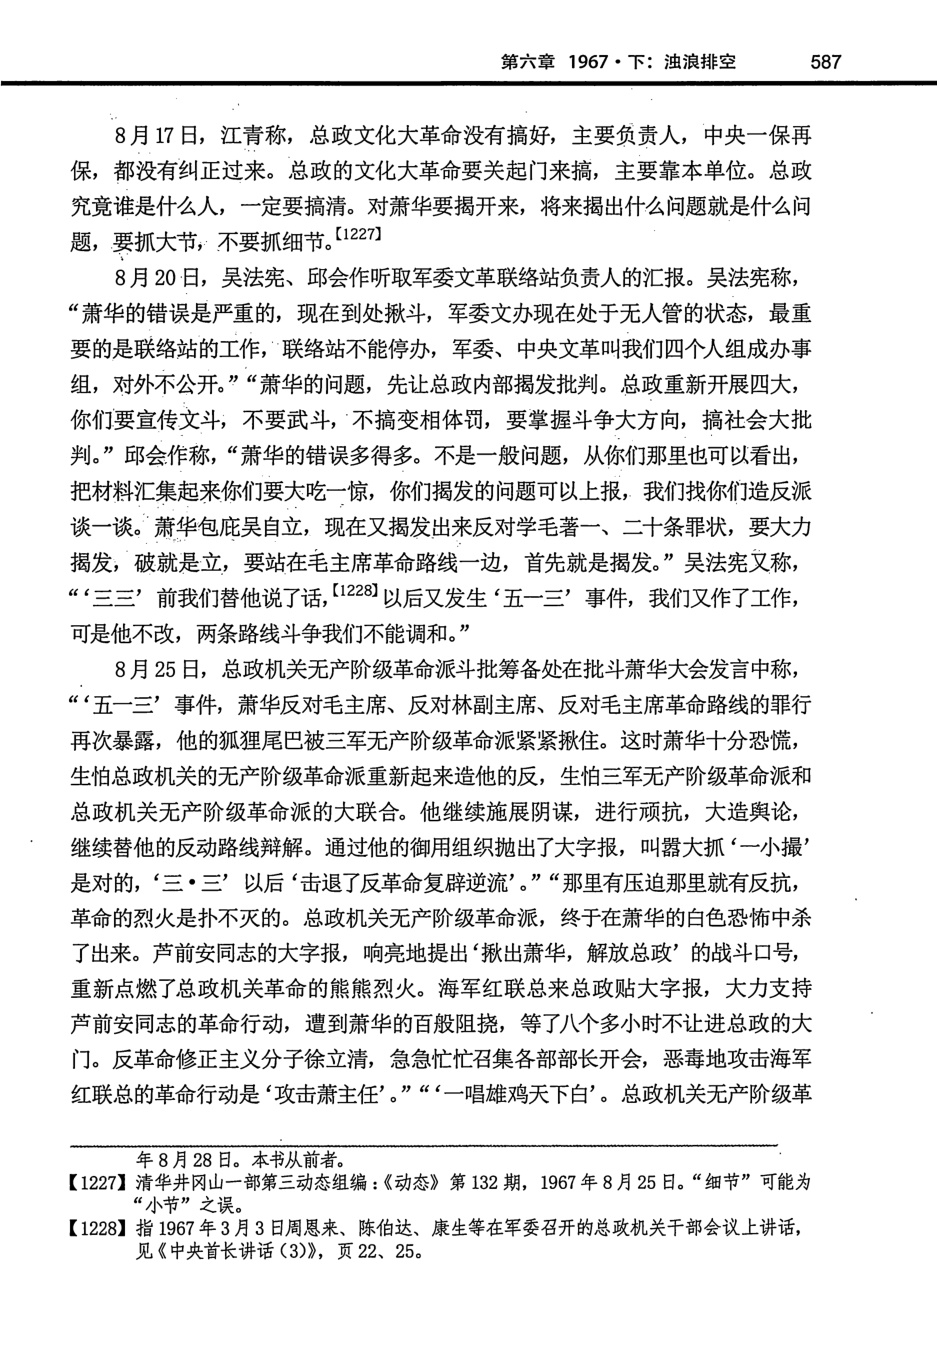 第六章 1967·下：浊浪排空 587
8月17日，江青称，总政文化大革命没有搞好，主要负责人，中央一保再
保，都没有纠正过来。总政的文化大革命要关起门来搞，主要靠本单位。总政
究竟谁是什么人，一定要搞清。对萧华要揭开来，将来揭出什么问题就是什么问
题，要抓大节，不要抓细节。【1227】
8月20日，吴法宪、邱会作听取军委文革联络站负责人的汇报。吴法宪称，
“萧华的错误是严重的，现在到处揪斗，军委文办现在处于无人管的状态，最重
要的是联络站的工作，联络站不能停办，军委、中央文革叫我们四个人组成办事
组，对外不公开。”“萧华的问题，先让总政内部揭发批判。总政重新开展四大，
你们要宣传文斗，不要武斗，不搞变相体罚，要掌握斗争大方向，搞社会大批
判。”邱会作称，“萧华的错误多得多。不是一般问题，从你们那里也可以看出，
把材料汇集起来你们要大吃一惊，你们揭发的问题可以上报，我们找你们造反派
谈一谈。萧华包庇吴自立，现在又揭发出来反对学毛著一、二十条罪状，要大力
揭发，破就是立，要站在毛主席革命路线一边，首先就是揭发。”吴法宪又称，
“‘三三’前我们替他说了话，【1228】以后又发生‘五一三’事件，我们又作了工作，
可是他不改，两条路线斗争我们不能调和。”
8月25日，总政机关无产阶级革命派斗批筹备处在批斗萧华大会发言中称，
“‘五一三’事件，萧华反对毛主席、反对林副主席、反对毛主席革命路线的罪行
再次暴露，他的狐狸尾巴被三军无产阶级革命派紧紧揪住。这时萧华十分恐慌，
生怕总政机关的无产阶级革命派重新起来造他的反，生怕三军无产阶级革命派和
总政机关无产阶级革命派的大联合。他继续施展阴谋，进行顽抗，大造舆论，
继续替他的反动路线辩解。通过他的御用组织抛出了大字报，叫嚣大抓‘一小撮’
是对的，‘三·三’以后‘击退了反革命复辟逆流’。”“那里有压迫那里就有反抗，
革命的烈火是扑不灭的。总政机关无产阶级革命派，终于在萧华的白色恐怖中杀
了出来。芦前安同志的大字报，响亮地提出‘揪出萧华，解放总政’的战斗口号，
重新点燃了总政机关革命的熊熊烈火。海军红联总来总政贴大字报，大力支持
芦前安同志的革命行动，遭到萧华的百般阻挠，等了八个多小时不让进总政的大
门。反革命修正主义分子徐立清，急急忙忙召集各部部长开会，恶毒地攻击海军
红联总的革命行动是‘攻击萧主任’。”“‘一唱雄鸡天下白’。总政机关无产阶级革
年8月28日。本书从前者。
【1227】清华井冈山一部第三动态组编：《动态》第132期，1967年8月25日。“细节”可能为
“小节”之误。
【1228】指1967年3月3日周恩来、陈伯达、康生等在军委召开的总政机关干部会议上讲话，
见《中央首长讲话（3）》，页22、25。